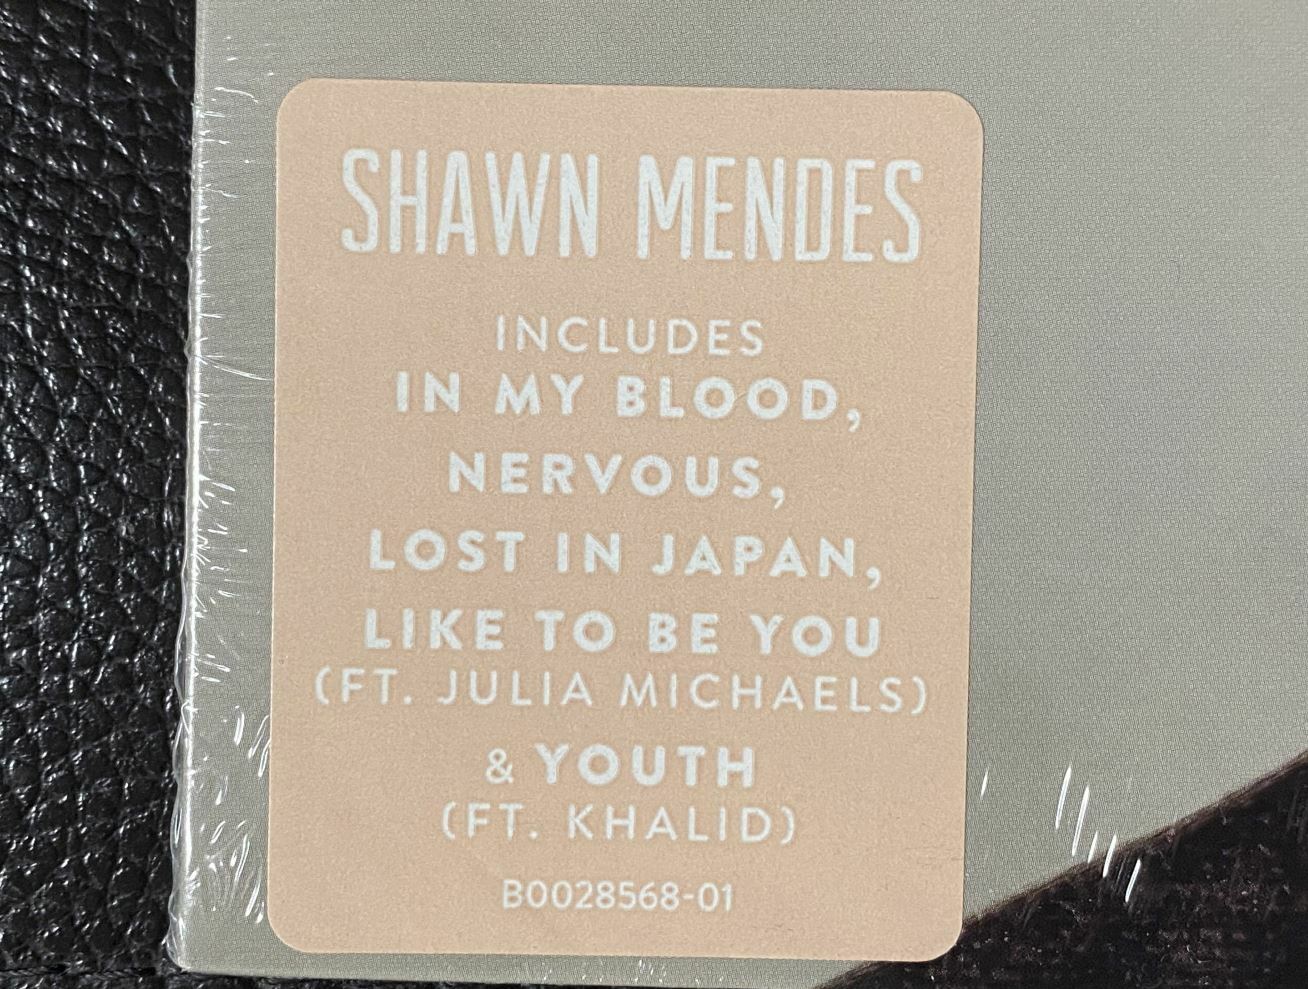 SHAWN MENDES
INCLUDES
IN MY BLOOD,
NERVOUS,
LOST IN JAPAN,
LIKE TO BE YOU
(FT. JULIA MICHAELS)
& YOUTH
(FT. KHALID)
B0028568-01